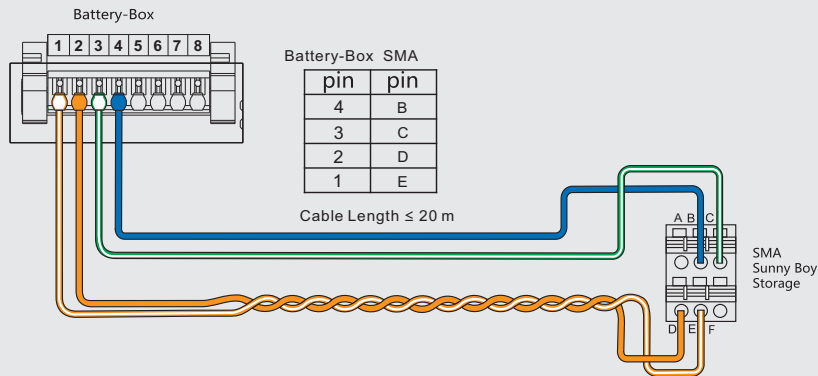 Battery-Box
1 2 3 4 5 6 7 8
Battery-Box SMA
pin pin
4 B
3 C
2 D
1 E
Cable Length ≤ 20 m
A B C
SMA
Sunny Boy
Storage
D E F